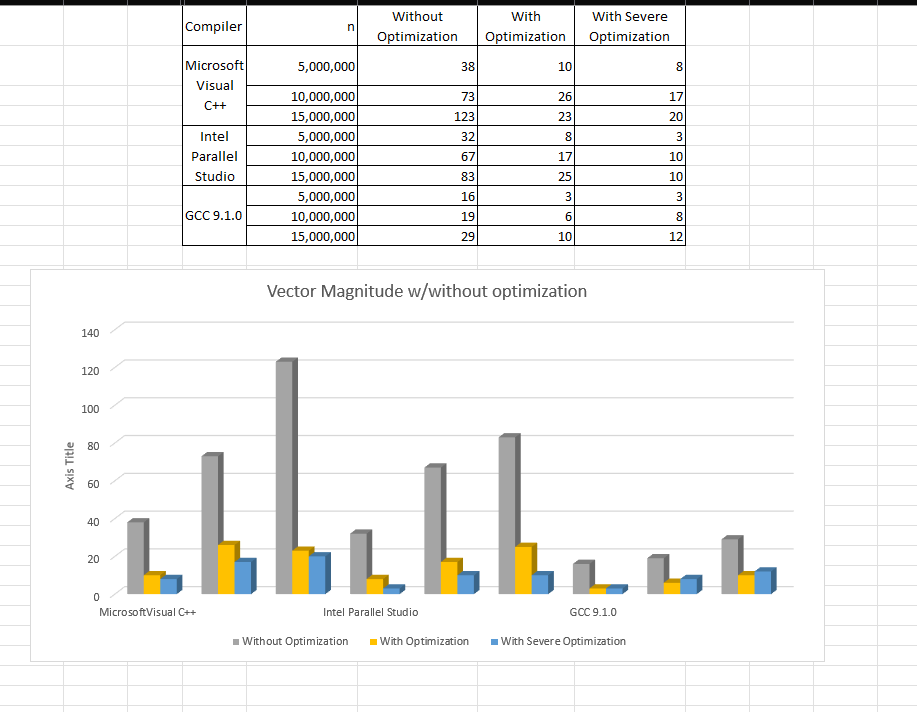 Compiler n Without Optimization With Optimization With Severe Optimization
Microsoft Visual C++ 5,000,000 38 10 8
10,000,000 73 26 17
15,000,000 123 23 20
Intel Parallel Studio 5,000,000 32 8 3
10,000,000 67 17 10
15,000,000 83 25 10
GCC 9.1.0 5,000,000 16 3 3
10,000,000 19 6 8
15,000,000 29 10 12
Vector Magnitude w/without optimization
140
120
100
80
60
40
20
0
Axis Title
MicrosoftVisual C++ Intel Parallel Studio GCC 9.1.0
Without Optimization With Optimization With Severe Optimization